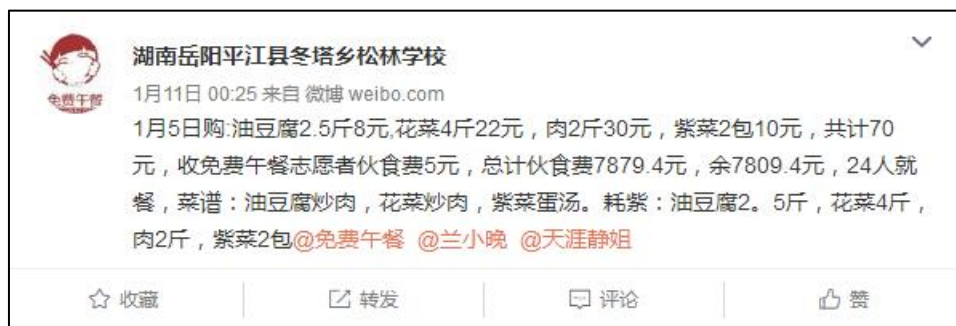 湖南岳阳平江县冬塔乡松林学校
免费午餐
1月11日 00:25 来自 微博 weibo.com
1月5日购:油豆腐2.5斤8元,花菜4斤22元，肉2斤30元，紫菜2包10元，共计70
元，收免费午餐志愿者伙食费5元，总计伙食费7879.4元，余7809.4元，24人就
餐，菜谱：油豆腐炒肉，花菜炒肉，紫菜蛋汤。耗紫：油豆腐2。5斤，花菜4斤，
肉2斤，紫菜2包@免费午餐 @兰小晚 @天涯静姐
收藏 转发 评论 赞